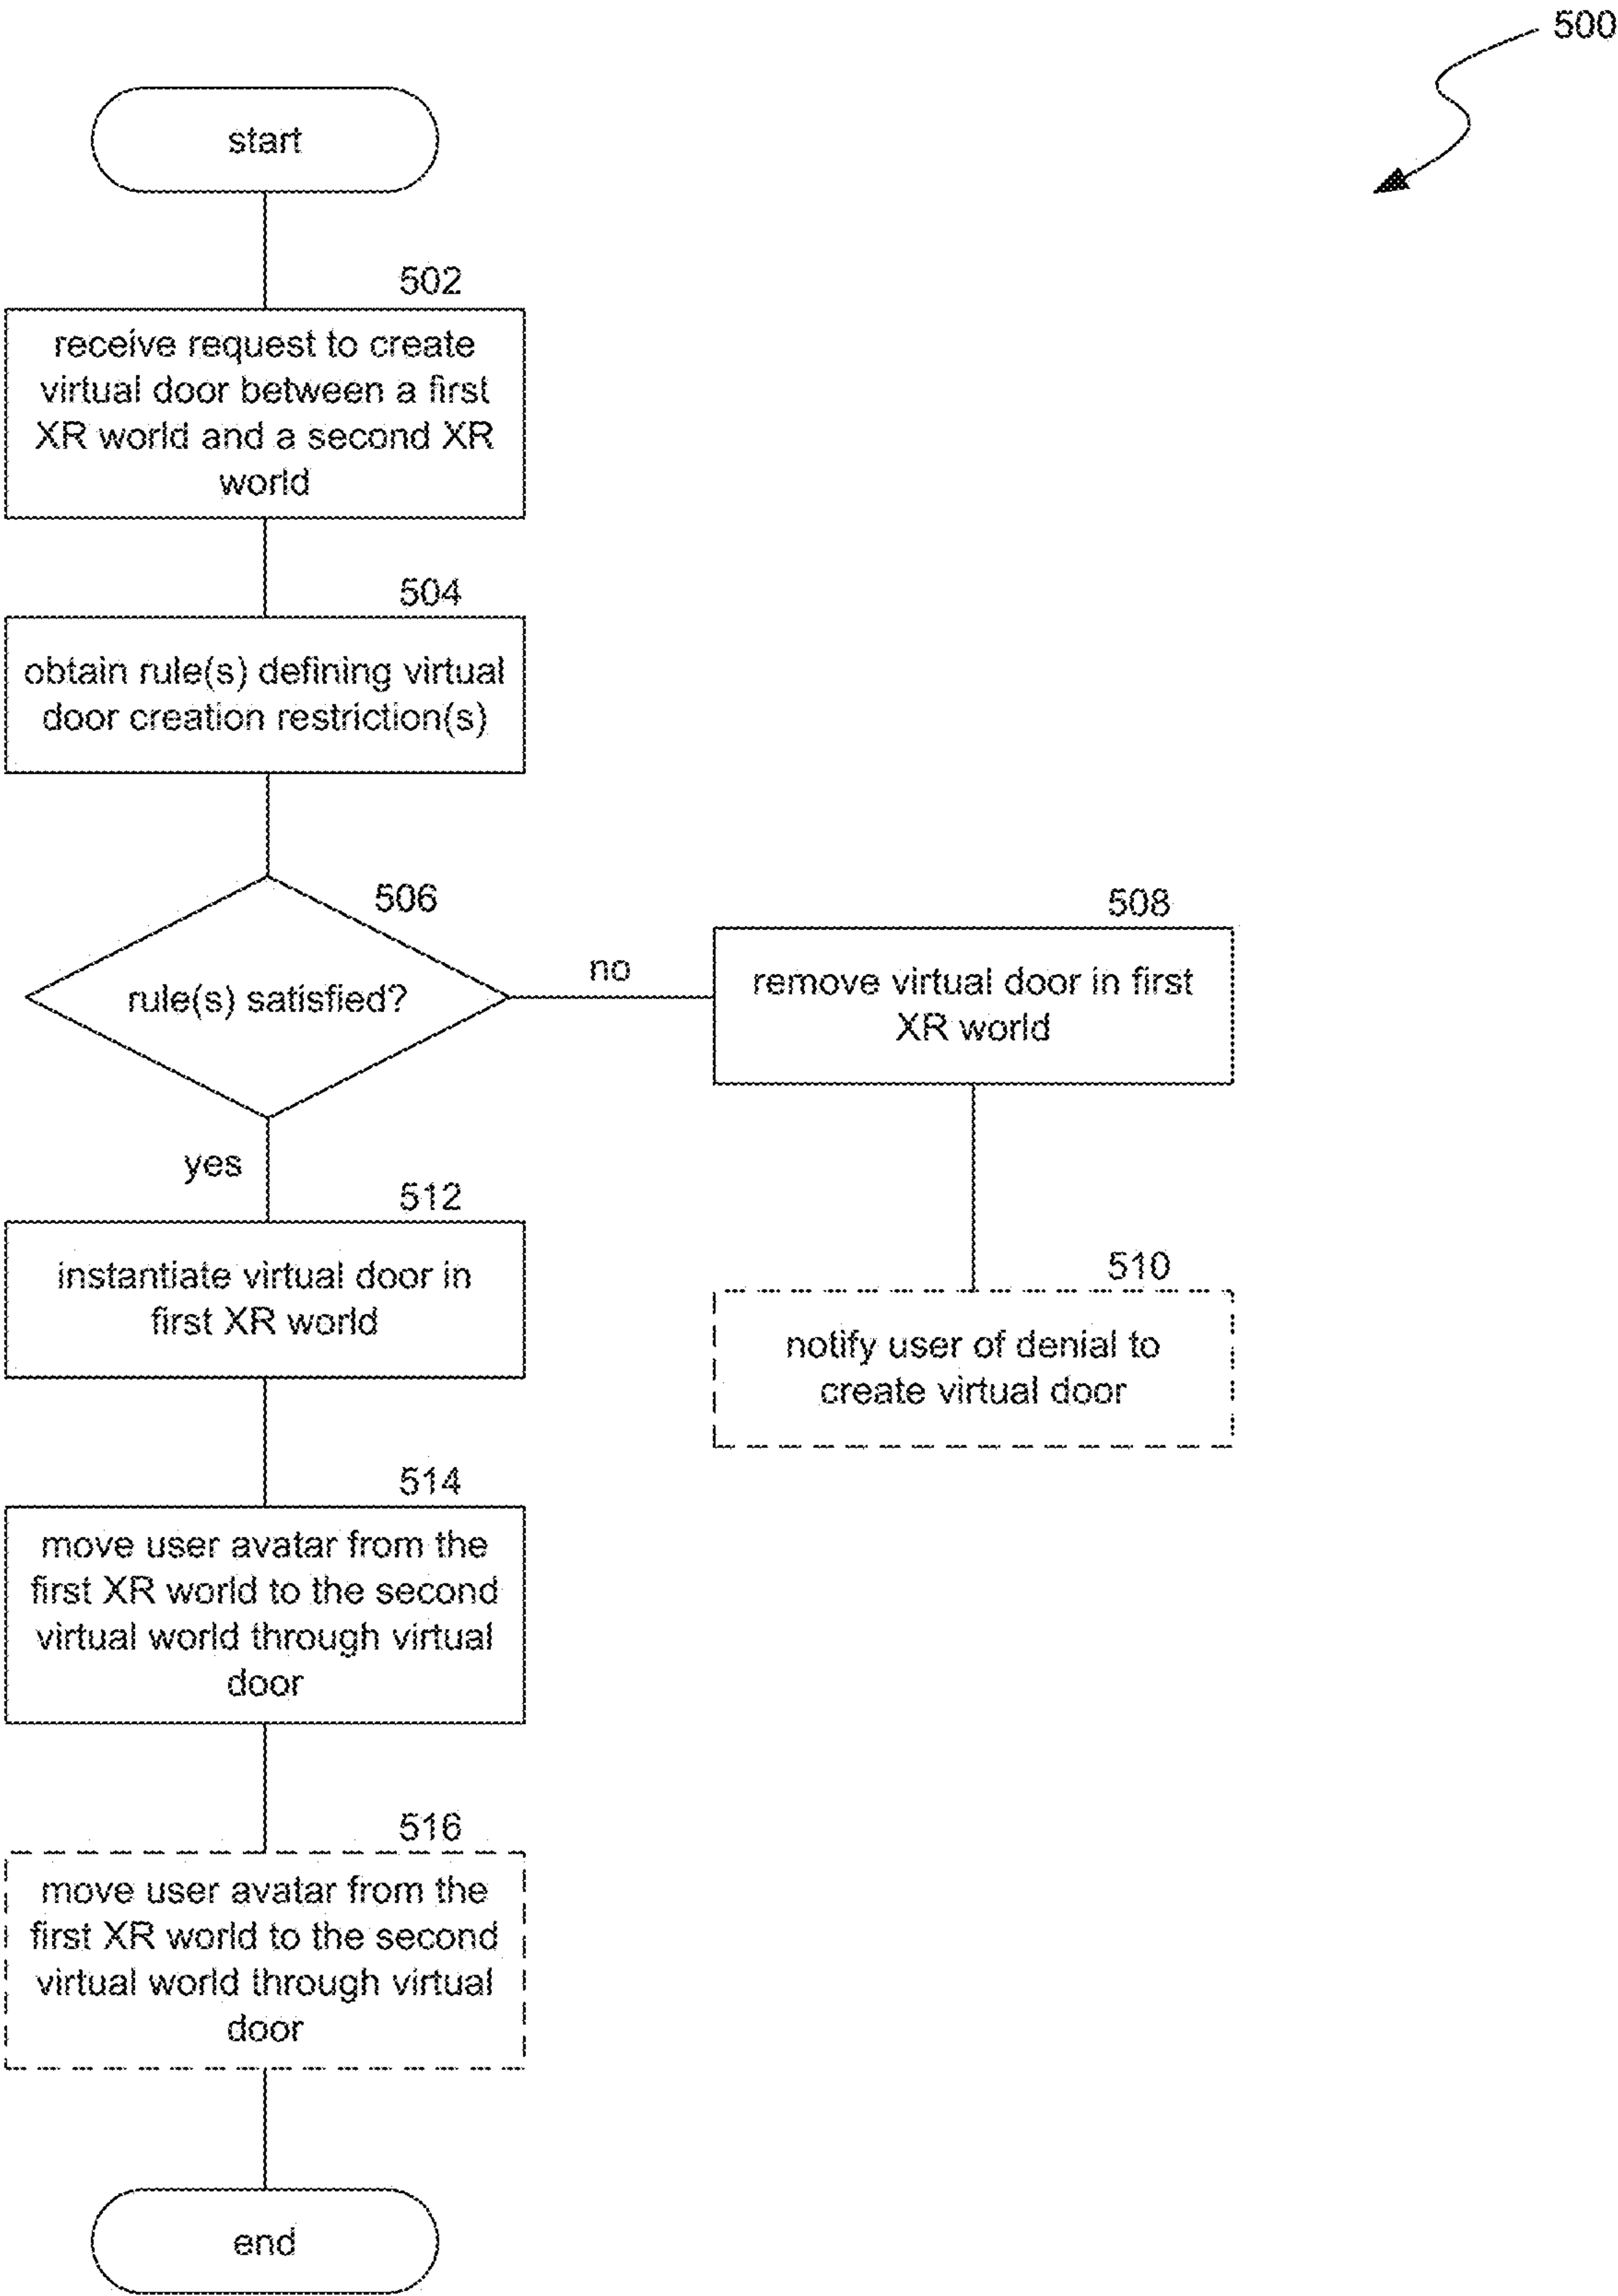 500
start
502
receive request to create
virtual door between a first
XR world and a second XR
world
504
obtain rule(s) defining virtual
door creation restriction(s)
506
rule(s) satisfied?
no
508
remove virtual door in first
XR world
510
notify user of denial to
create virtual door
yes
512
instantiate virtual door in
first XR world
514
move user avatar from the
first XR world to the second
virtual world through virtual
door
516
move user avatar from the
first XR world to the second
virtual world through virtual
door
end